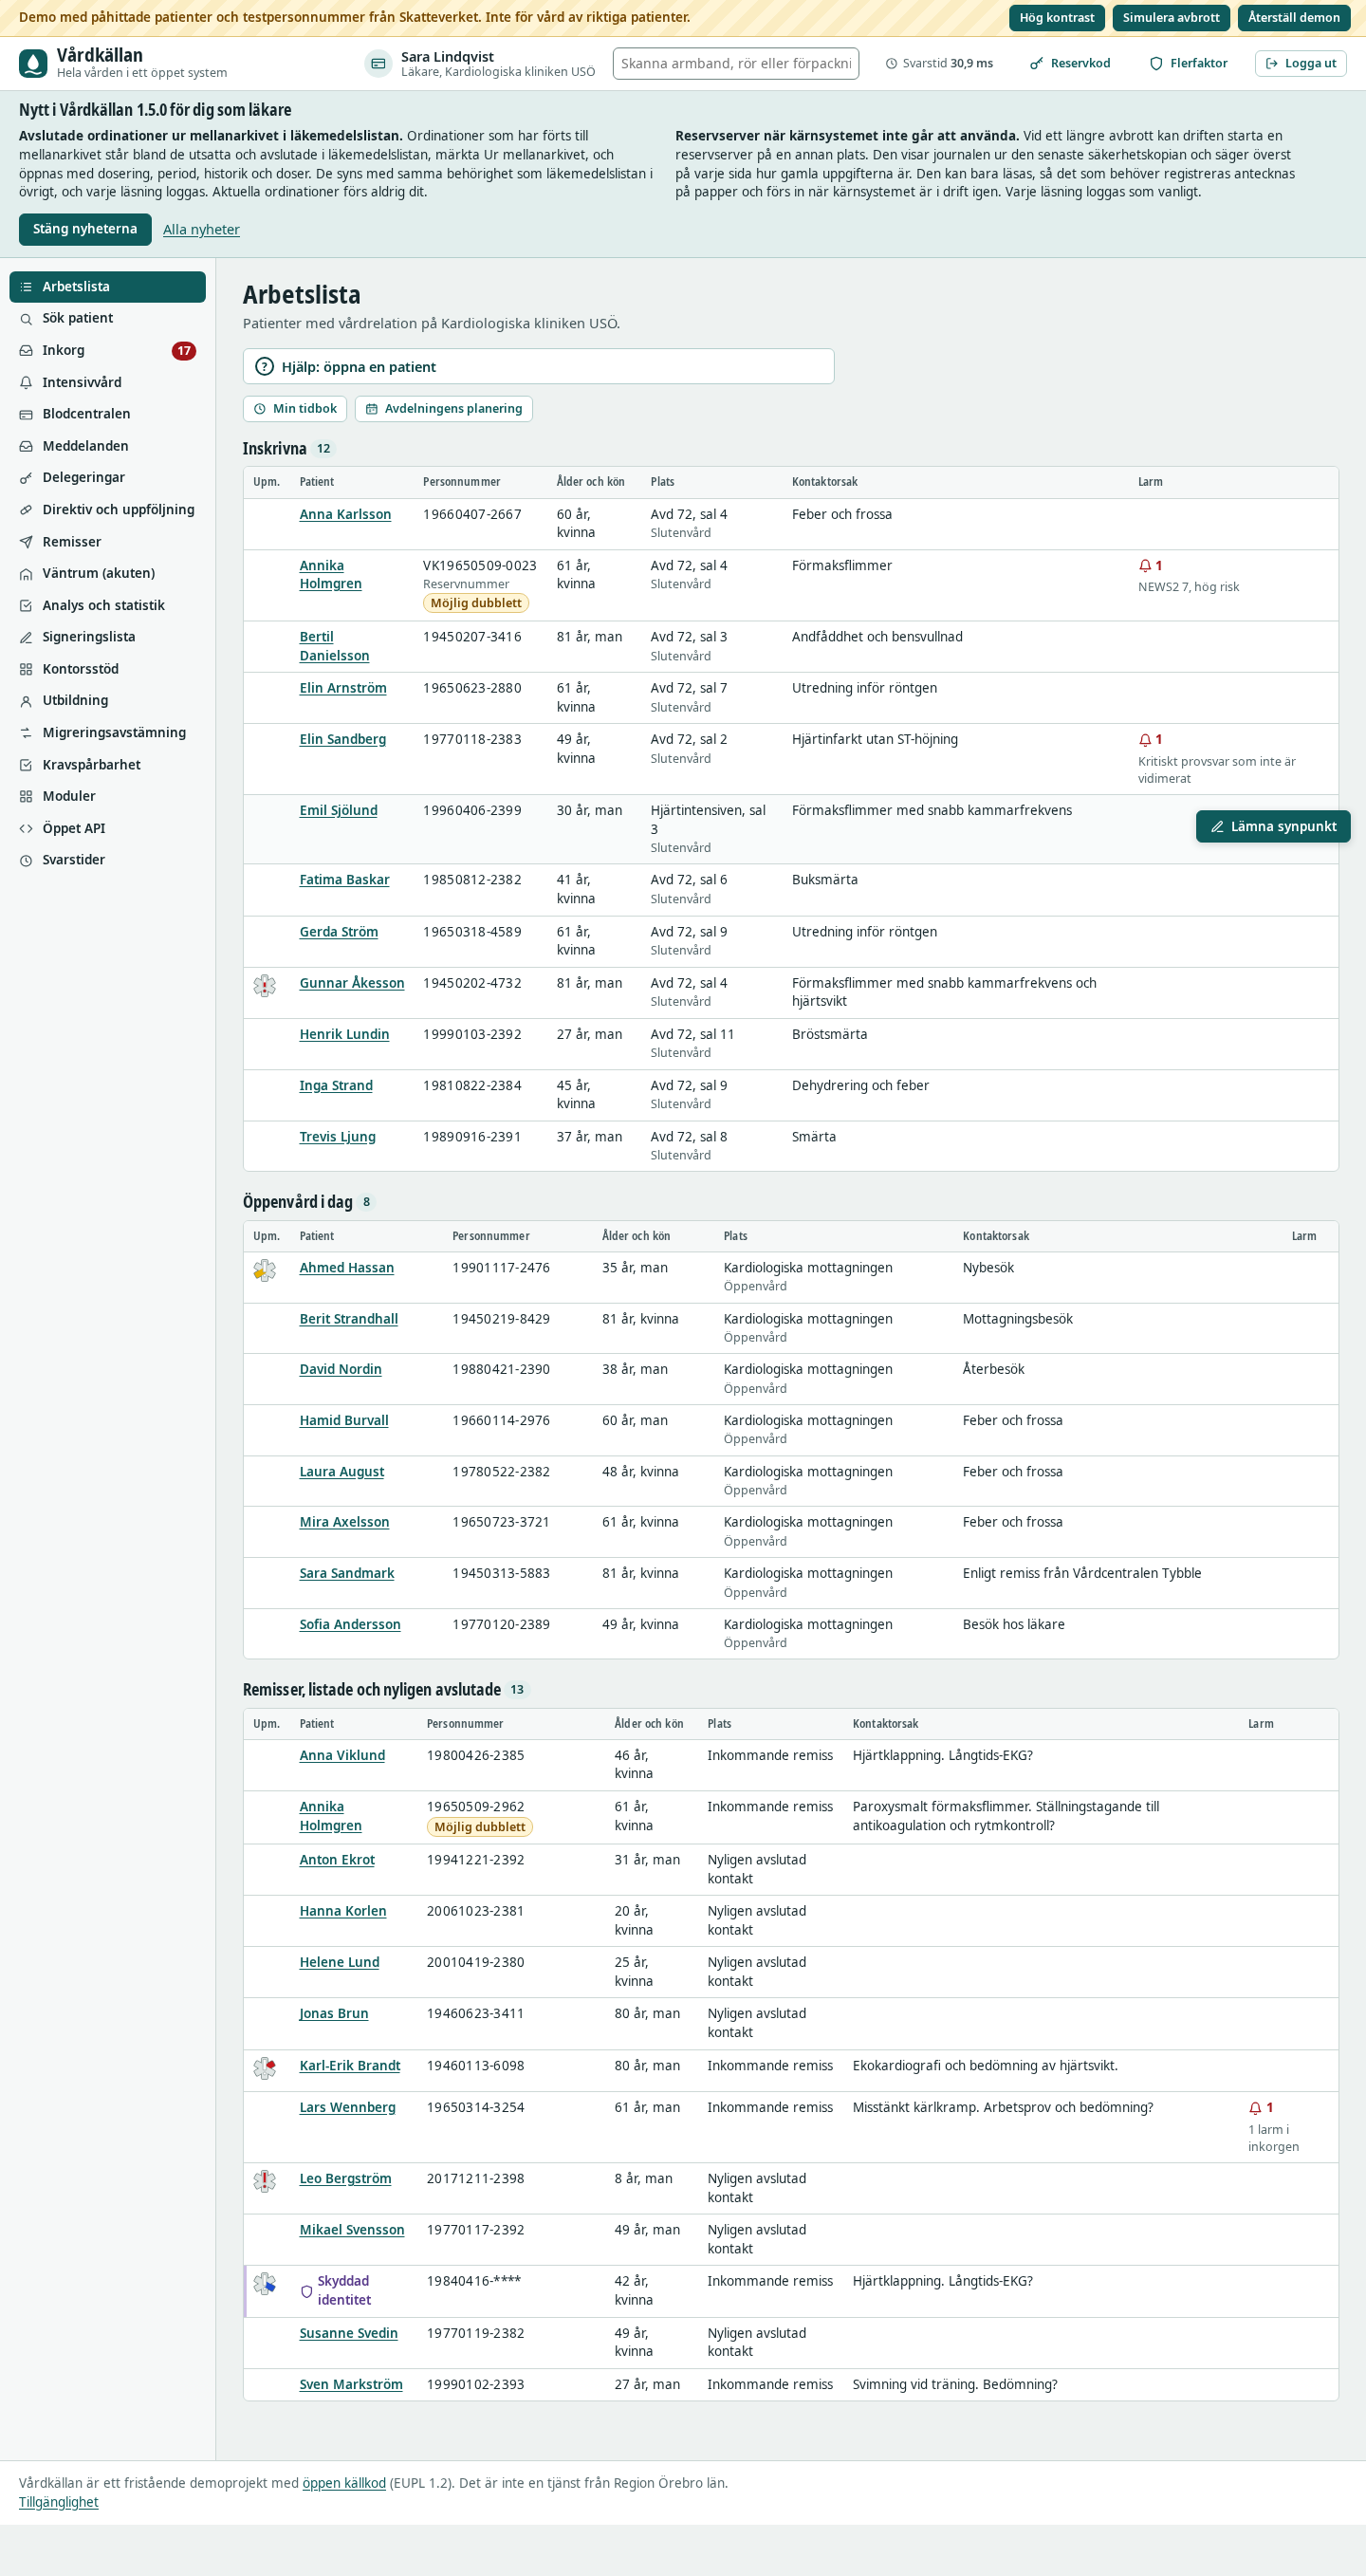 Demo med påhittade patienter och testpersonnummer från Skatteverket. Inte för vård av riktiga patienter.
Hög kontrast
Simulera avbrott
Återställ demon
Vårdkällan
Hela vården i ett öppet system
Sara Lindqvist
Läkare, Kardiologiska kliniken USÖ
Skanna armband, rör eller förpackni
Svarstid 30,9 ms
Reservkod
Flerfaktor
Logga ut
Nytt i Vårdkällan 1.5.0 för dig som läkare
Avslutade ordinationer ur mellanarkivet i läkemedelslistan. Ordinationer som har förts till
mellanarkivet står bland de utsatta och avslutade i läkemedelslistan, märkta Ur mellanarkivet, och
öppnas med dosering, period, historik och doser. De syns med samma behörighet som läkemedelslistan i
övrigt, och varje läsning loggas. Aktuella ordinationer förs aldrig dit.
Reservserver när kärnsystemet inte går att använda. Vid ett längre avbrott kan driften starta en
reservserver på en annan plats. Den visar journalen ur den senaste säkerhetskopian och säger överst
på varje sida hur gamla uppgifterna är. Den kan bara läsas, så det som behöver registreras antecknas
på papper och förs in när kärnsystemet är i drift igen. Varje läsning loggas som vanligt.
Stäng nyheterna
Alla nyheter
Arbetslista
Sök patient
Inkorg 17
Intensivvård
Blodcentralen
Meddelanden
Delegeringar
Direktiv och uppföljning
Remisser
Väntrum (akuten)
Analys och statistik
Signeringslista
Kontorsstöd
Utbildning
Migreringsavstämning
Kravspårbarhet
Moduler
Öppet API
Svarstider
Arbetslista
Patienter med vårdrelation på Kardiologiska kliniken USÖ.
? Hjälp: öppna en patient
Min tidbok
Avdelningens planering
Inskrivna 12
Upm. Patient Personnummer Ålder och kön Plats Kontaktorsak Larm
Anna Karlsson 19660407-2667 60 år, Avd 72, sal 4 Feber och frossa
kvinna Slutenvård
Annika VK19650509-0023 61 år, Avd 72, sal 4 Förmaksflimmer 1
Holmgren Reservnummer kvinna Slutenvård NEWS2 7, hög risk
Möjlig dubblett
Bertil 19450207-3416 81 år, man Avd 72, sal 3 Andfåddhet och bensvullnad
Danielsson Slutenvård
Elin Arnström 19650623-2880 61 år, Avd 72, sal 7 Utredning inför röntgen
kvinna Slutenvård
Elin Sandberg 19770118-2383 49 år, Avd 72, sal 2 Hjärtinfarkt utan ST-höjning 1
kvinna Slutenvård Kritiskt provsvar som inte är
vidimerat
Emil Sjölund 19960406-2399 30 år, man Hjärtintensiven, sal Förmaksflimmer med snabb kammarfrekvens
3
Slutenvård
Lämna synpunkt
Fatima Baskar 19850812-2382 41 år, Avd 72, sal 6 Buksmärta
kvinna Slutenvård
Gerda Ström 19650318-4589 61 år, Avd 72, sal 9 Utredning inför röntgen
kvinna Slutenvård
Gunnar Åkesson 19450202-4732 81 år, man Avd 72, sal 4 Förmaksflimmer med snabb kammarfrekvens och
Slutenvård hjärtsvikt
Henrik Lundin 19990103-2392 27 år, man Avd 72, sal 11 Bröstsmärta
Slutenvård
Inga Strand 19810822-2384 45 år, Avd 72, sal 9 Dehydrering och feber
kvinna Slutenvård
Trevis Ljung 19890916-2391 37 år, man Avd 72, sal 8 Smärta
Slutenvård
Öppenvård i dag 8
Upm. Patient Personnummer Ålder och kön Plats Kontaktorsak Larm
Ahmed Hassan 19901117-2476 35 år, man Kardiologiska mottagningen Nybesök
Öppenvård
Berit Strandhall 19450219-8429 81 år, kvinna Kardiologiska mottagningen Mottagningsbesök
Öppenvård
David Nordin 19880421-2390 38 år, man Kardiologiska mottagningen Återbesök
Öppenvård
Hamid Burvall 19660114-2976 60 år, man Kardiologiska mottagningen Feber och frossa
Öppenvård
Laura August 19780522-2382 48 år, kvinna Kardiologiska mottagningen Feber och frossa
Öppenvård
Mira Axelsson 19650723-3721 61 år, kvinna Kardiologiska mottagningen Feber och frossa
Öppenvård
Sara Sandmark 19450313-5883 81 år, kvinna Kardiologiska mottagningen Enligt remiss från Vårdcentralen Tybble
Öppenvård
Sofia Andersson 19770120-2389 49 år, kvinna Kardiologiska mottagningen Besök hos läkare
Öppenvård
Remisser, listade och nyligen avslutade 13
Upm. Patient Personnummer Ålder och kön Plats Kontaktorsak Larm
Anna Viklund 19800426-2385 46 år, Inkommande remiss Hjärtklappning. Långtids-EKG?
kvinna
Annika 19650509-2962 61 år, Inkommande remiss Paroxysmalt förmaksflimmer. Ställningstagande till
Holmgren Möjlig dubblett kvinna antikoagulation och rytmkontroll?
Anton Ekrot 19941221-2392 31 år, man Nyligen avslutad
kontakt
Hanna Korlen 20061023-2381 20 år, Nyligen avslutad
kvinna kontakt
Helene Lund 20010419-2380 25 år, Nyligen avslutad
kvinna kontakt
Jonas Brun 19460623-3411 80 år, man Nyligen avslutad
kontakt
Karl-Erik Brandt 19460113-6098 80 år, man Inkommande remiss Ekokardiografi och bedömning av hjärtsvikt.
Lars Wennberg 19650314-3254 61 år, man Inkommande remiss Misstänkt kärlkramp. Arbetsprov och bedömning? 1
1 larm i
inkorgen
Leo Bergström 20171211-2398 8 år, man Nyligen avslutad
kontakt
Mikael Svensson 19770117-2392 49 år, man Nyligen avslutad
kontakt
Skyddad 19840416-**** 42 år, Inkommande remiss Hjärtklappning. Långtids-EKG?
identitet kvinna
Susanne Svedin 19770119-2382 49 år, Nyligen avslutad
kvinna kontakt
Sven Markström 19990102-2393 27 år, man Inkommande remiss Svimning vid träning. Bedömning?
Vårdkällan är ett fristående demoprojekt med öppen källkod (EUPL 1.2). Det är inte en tjänst från Region Örebro län.
Tillgänglighet